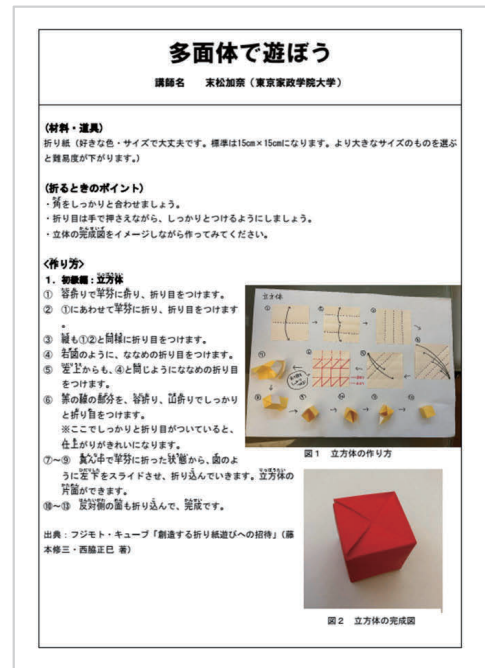 多面体で遊ぼう
講師名　末松加奈（東京家政学院大学）
〈材料・道具〉
折り紙（好きな色・サイズで大丈夫です。標準は15cm×15cmになります。より大きなサイズのものを選ぶ
と難易度が下がります。）
〈折るときのポイント〉
・角をしっかりと合わせましょう。
・折り目は手で押さえながら、しっかりとつけるようにしましょう。
・立体の完成図をイメージしながら作ってみてください。
〈作り方〉
１．初級題：立方体
① 谷折りで半分に折り、折り目をつけます。
② ①にあわせて半分に折り、折り目をつけます
。
③ 縦も①②と同様に折り目をつけます。
④ 右図のように、ななめの折り目をつけます。
⑤ 左上からも、④と同じようにななめの折り目
をつけます。
⑥ 赤の線の部分を、谷折り、山折りでしっかり
と折り目をつけます。
※ここでしっかりと折り目がついていると、
仕上がりがきれいになります。
⑦～⑨ 真ん中で半分に折った状態から、図のよ
うに左下をスライドさせ、折り込んでいきます。立方体の
片面ができます。
⑩～⑬ 反対側の面も折り込んで、完成です。
出典：フジモト・キューブ「創造する折り紙遊びへの招待」（藤
本修三・西脇正巳 著）
立方体
図１　立方体の作り方
図２　立方体の完成図